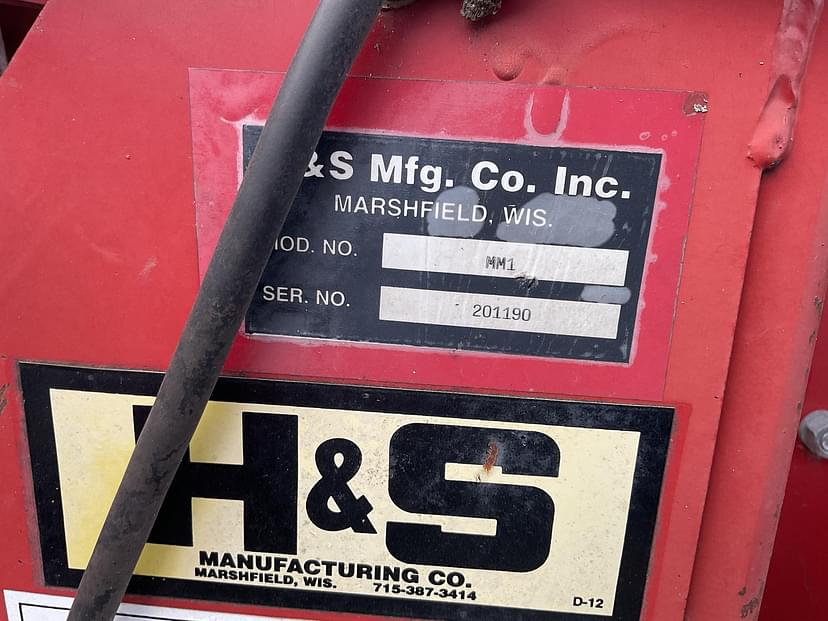 &S Mfg. Co. Inc.
MARSHFIELD, WIS.
MOD. NO. MM1
SER. NO. 201190
H&S
MANUFACTURING CO.
MARSHFIELD, WIS. 715-387-3414
D-12